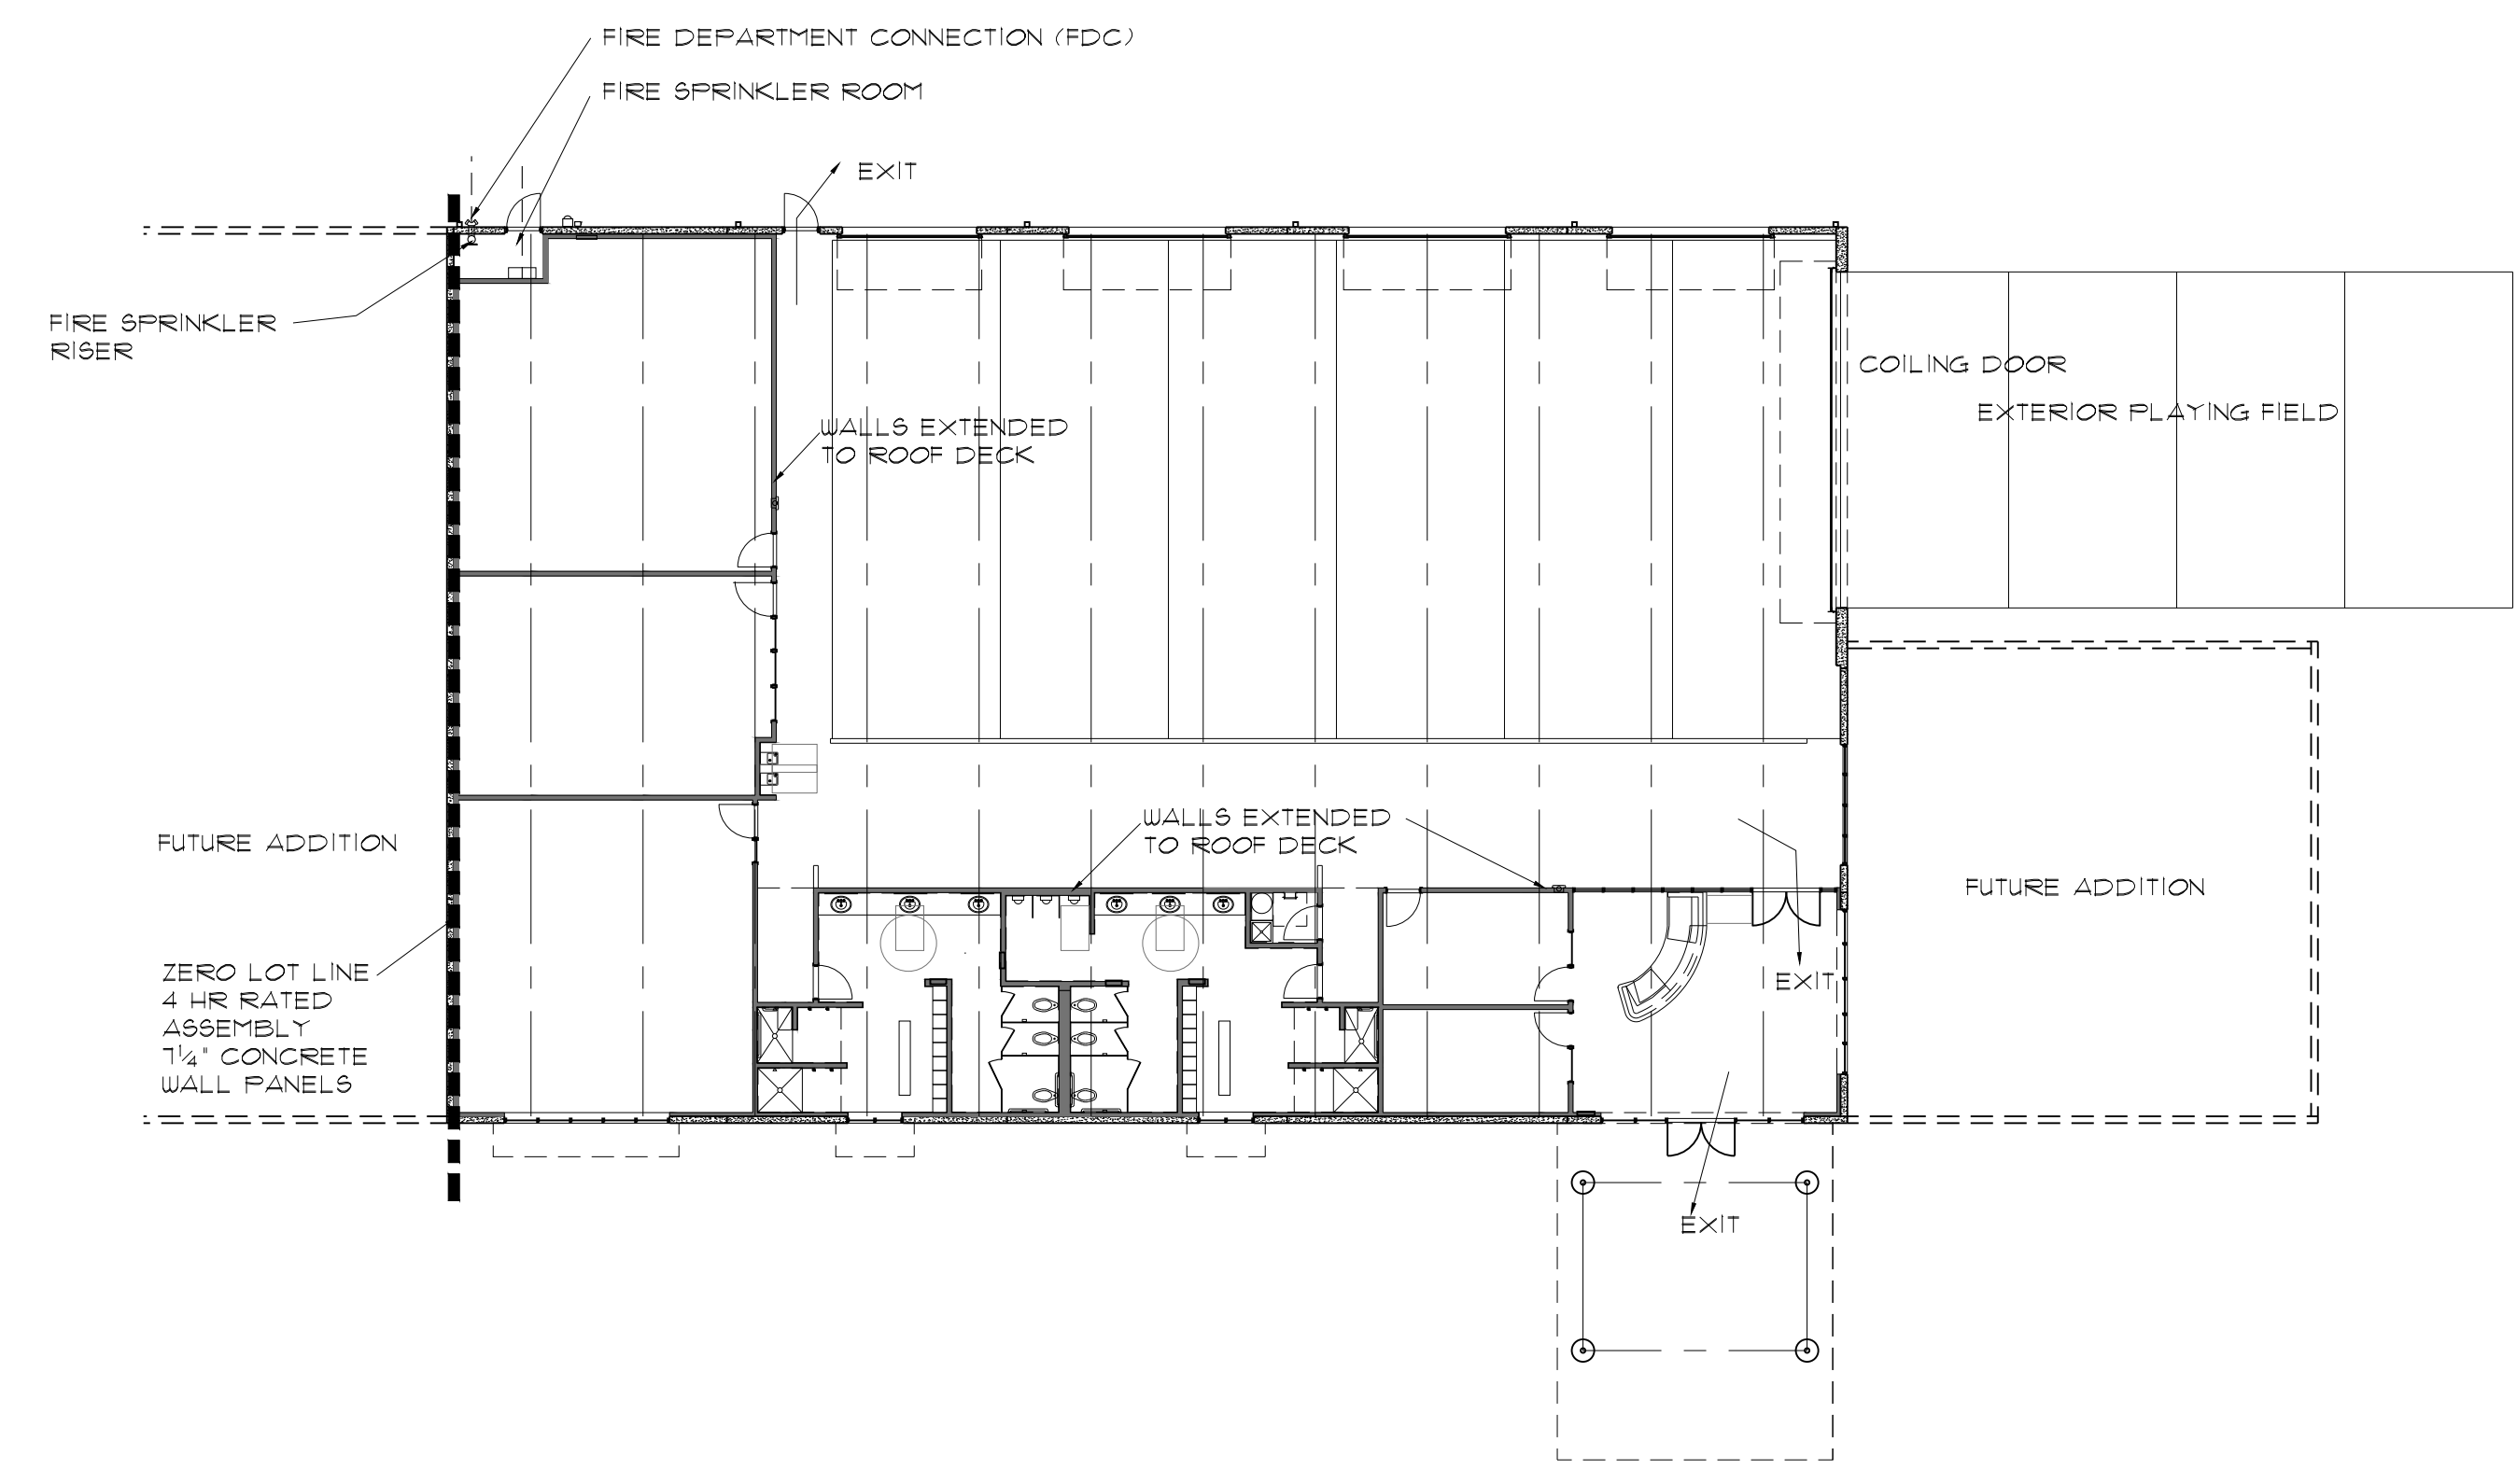 FIRE DEPARTMENT CONNECTION (FDC)
FIRE SPRINKLER ROOM
EXIT
FIRE SPRINKLER
RISER
COILING DOOR
EXTERIOR PLAYING FIELD
WALLS EXTENDED
TO ROOF DECK
WALLS EXTENDED
TO ROOF DECK
FUTURE ADDITION
FUTURE ADDITION
ZERO LOT LINE
4 HR RATED
ASSEMBLY
7¼" CONCRETE
WALL PANELS
EXIT
EXIT